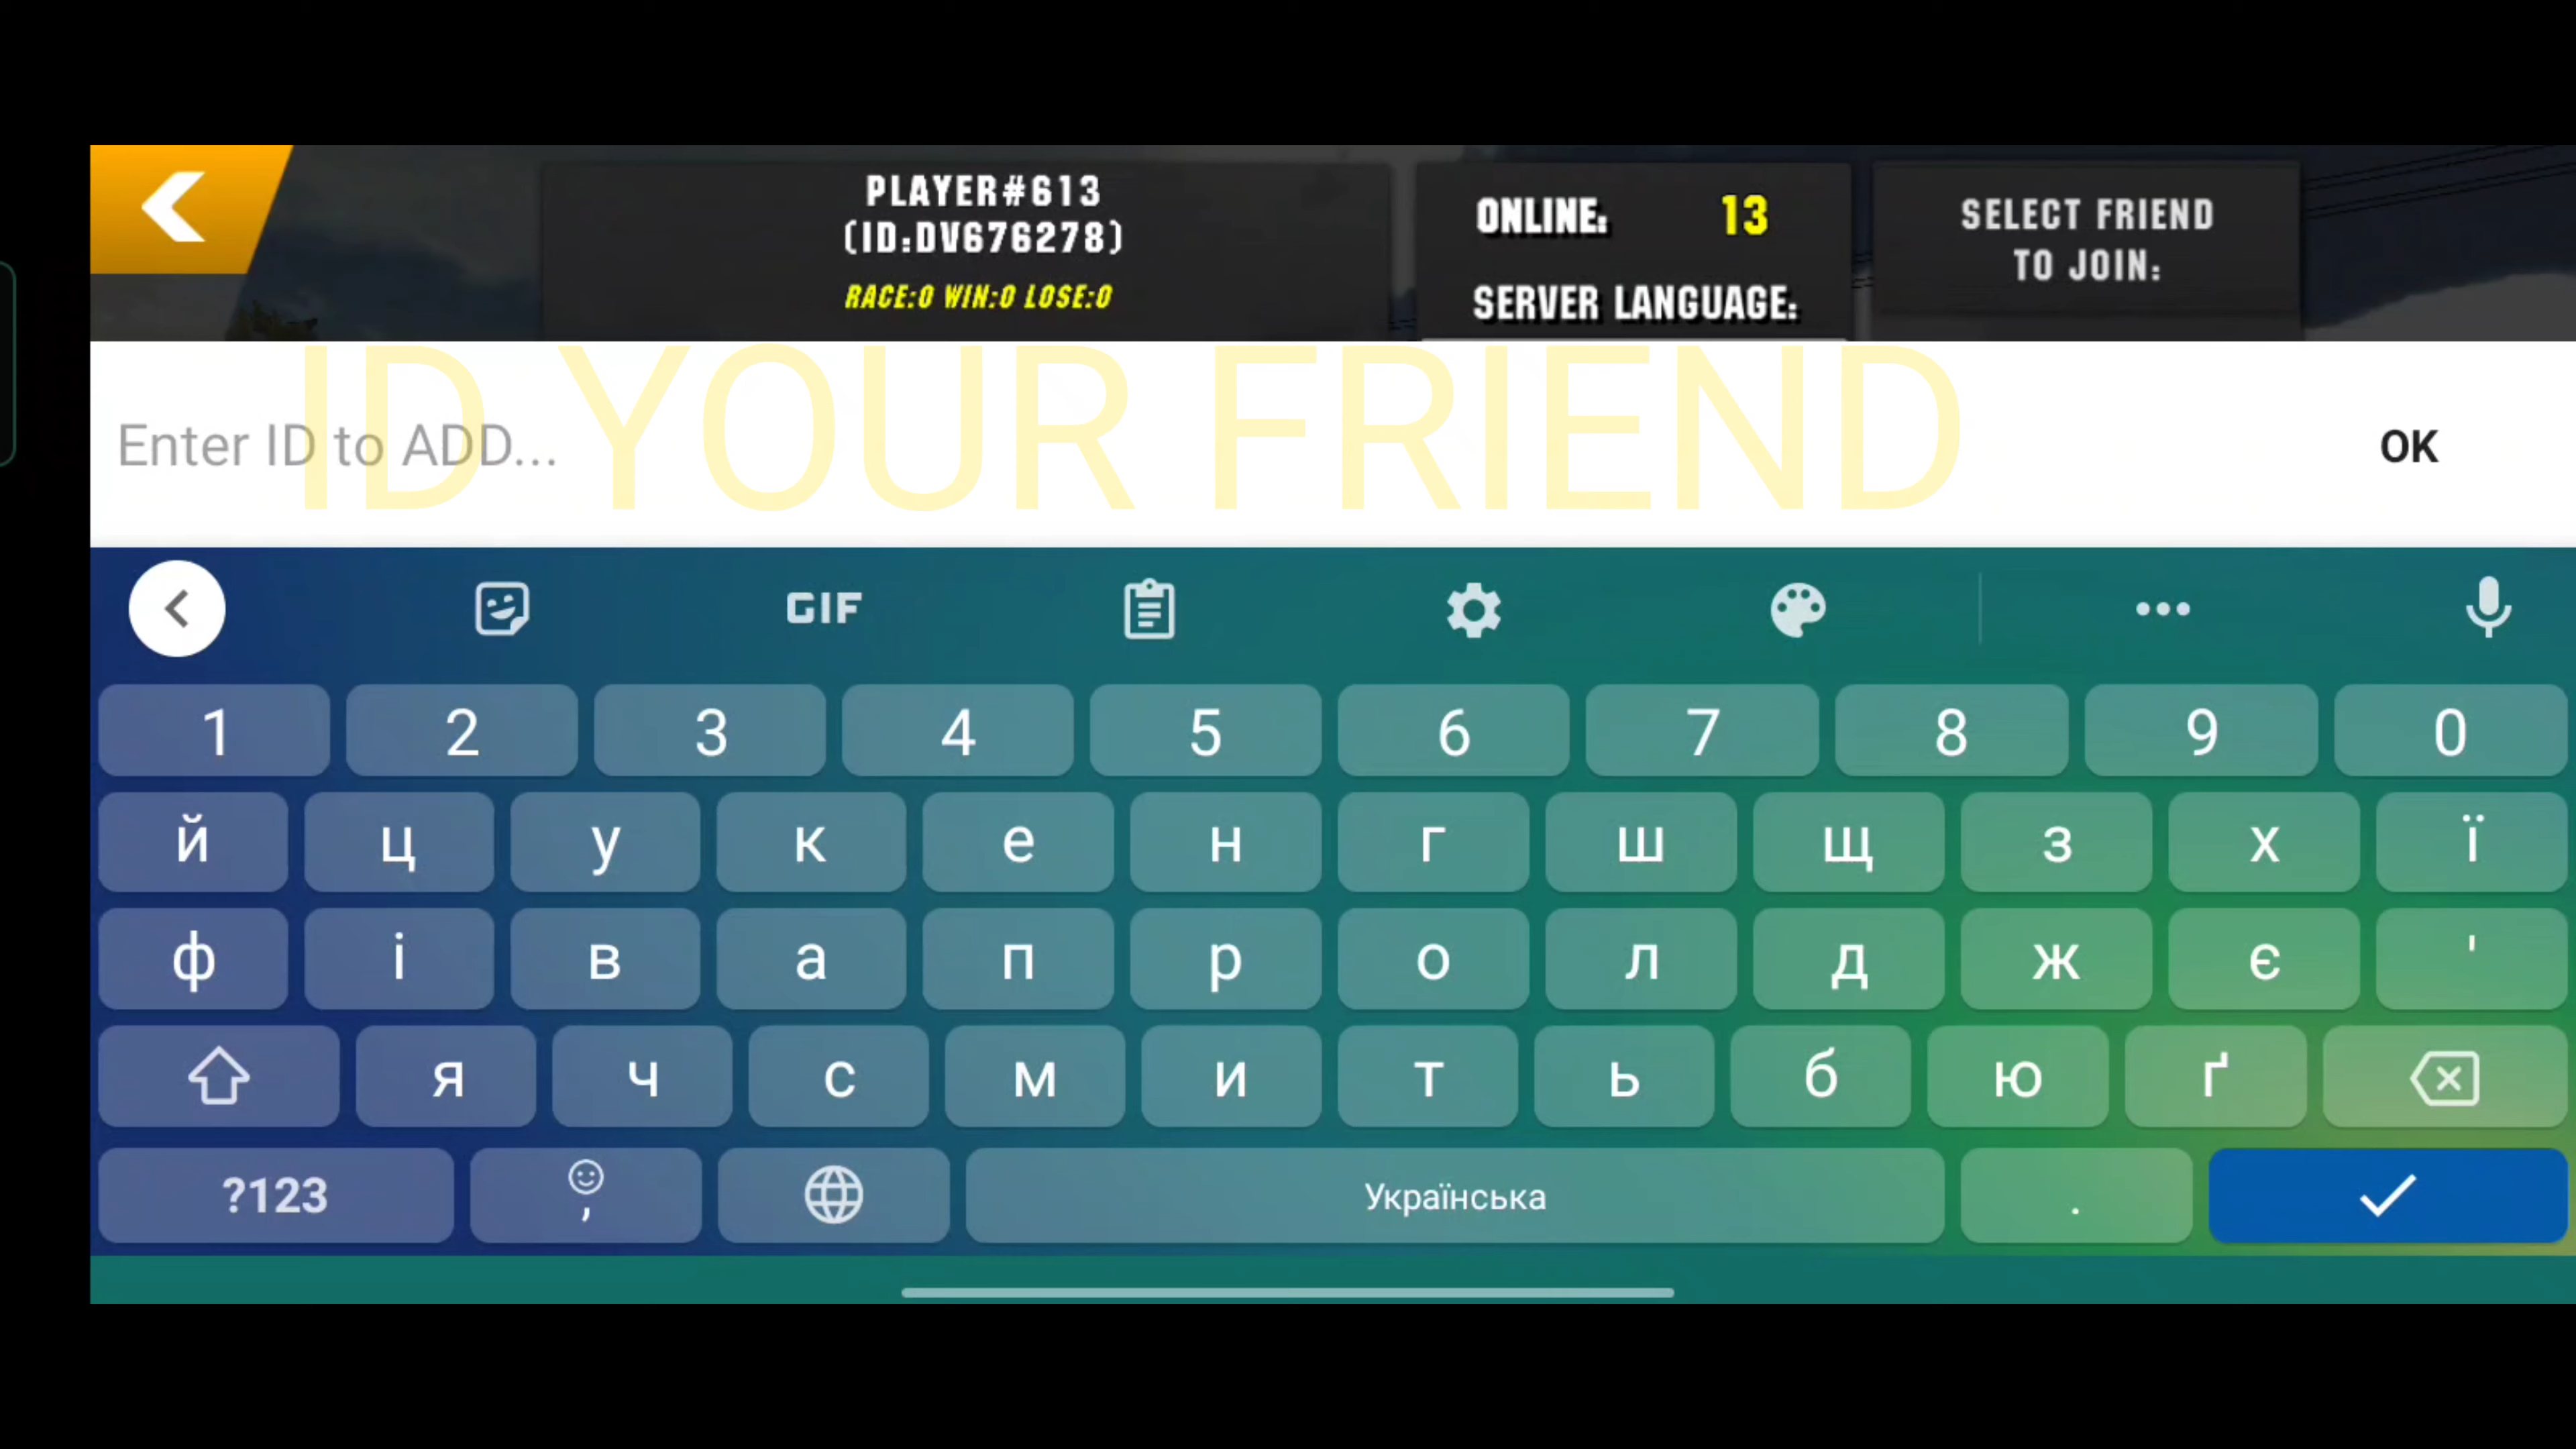 PLAYER#613
(ID:DV676278)
RACE:0 WIN:0 LOSE:0
ONLINE: 13
SERVER LANGUAGE:
SELECT FRIEND
TO JOIN:
ID YOUR FRIEND
Enter ID to ADD...
OK
GIF
1 2 3 4 5 6 7 8 9 0
й ц у к е н г ш щ з х ї
ф і в а п р о л д ж є '
я ч с м и т ь б ю ґ
?123 , Українська .